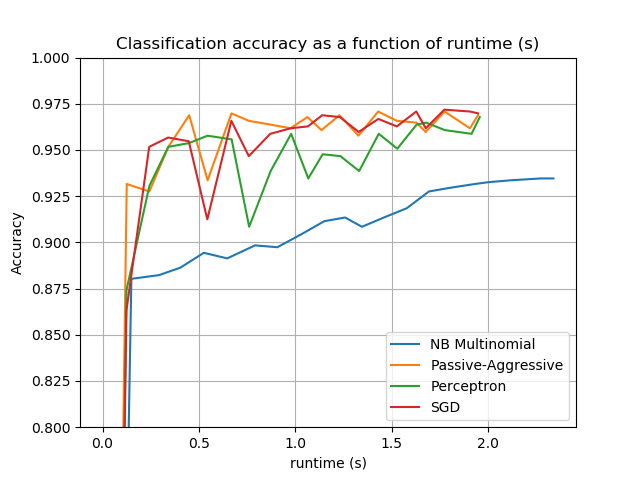 Classification accuracy as a function of runtime (s)
1.000
0.975
0.950
0.925
0.900
0.875
0.850
0.825
0.800
Accuracy
NB Multinomial
Passive-Aggressive
Perceptron
SGD
0.0 0.5 1.0 1.5 2.0
runtime (s)